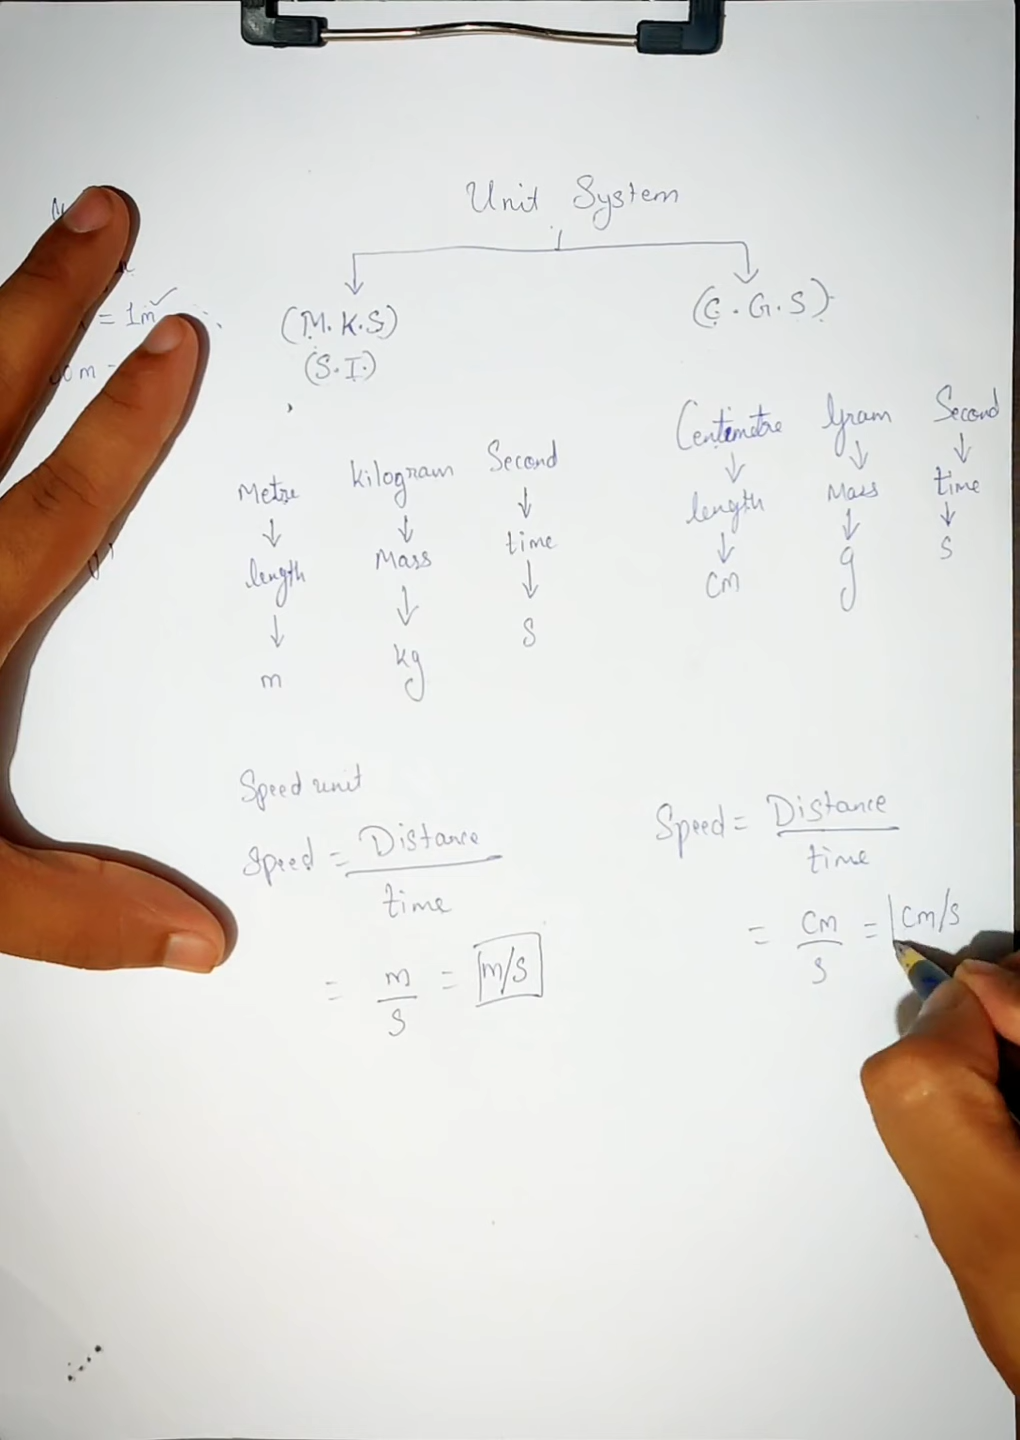 Unit System
(M.K.S)
(S.I.)
(C.G.S)
Metre kilogram Second
↓ ↓ ↓
length Mass time
↓ ↓ ↓
m kg s
Centimetre Gram Second
↓ ↓ ↓
length Mass time
↓ ↓ ↓
cm g s
Speed unit
Speed = Distance
time
= m
s
= m/s
Speed = Distance
time
= cm
s
= cm/s
= 1m